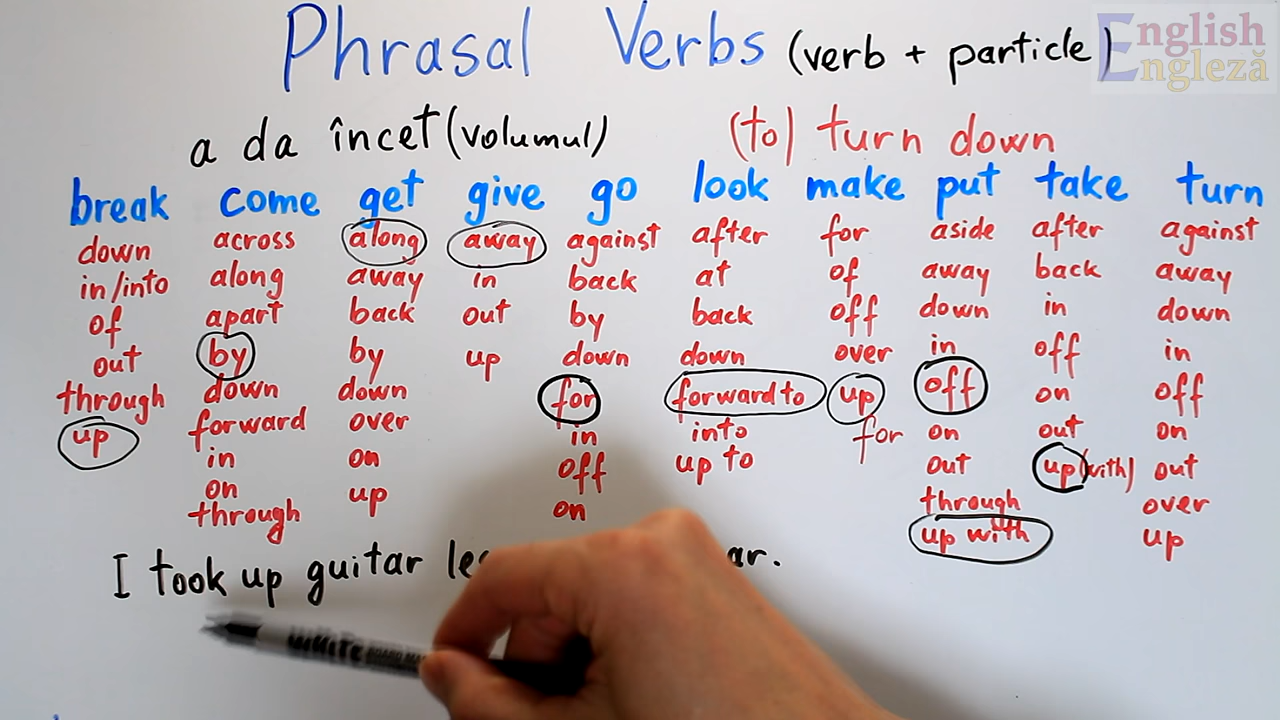 English
Engleză
Phrasal Verbs (verb + particle)
a da încet (volumul) (to) turn down
break come get give go look make put take turn
down across along away against after for aside after against
in/into along away in back at of away back away
of apart back out by back off down in down
out by by up down down over in off in
through down down for forward to up off on off
up forward over in into for on out on
in on off up to out up (with) out
on up on through over
through up with up
I took up guitar